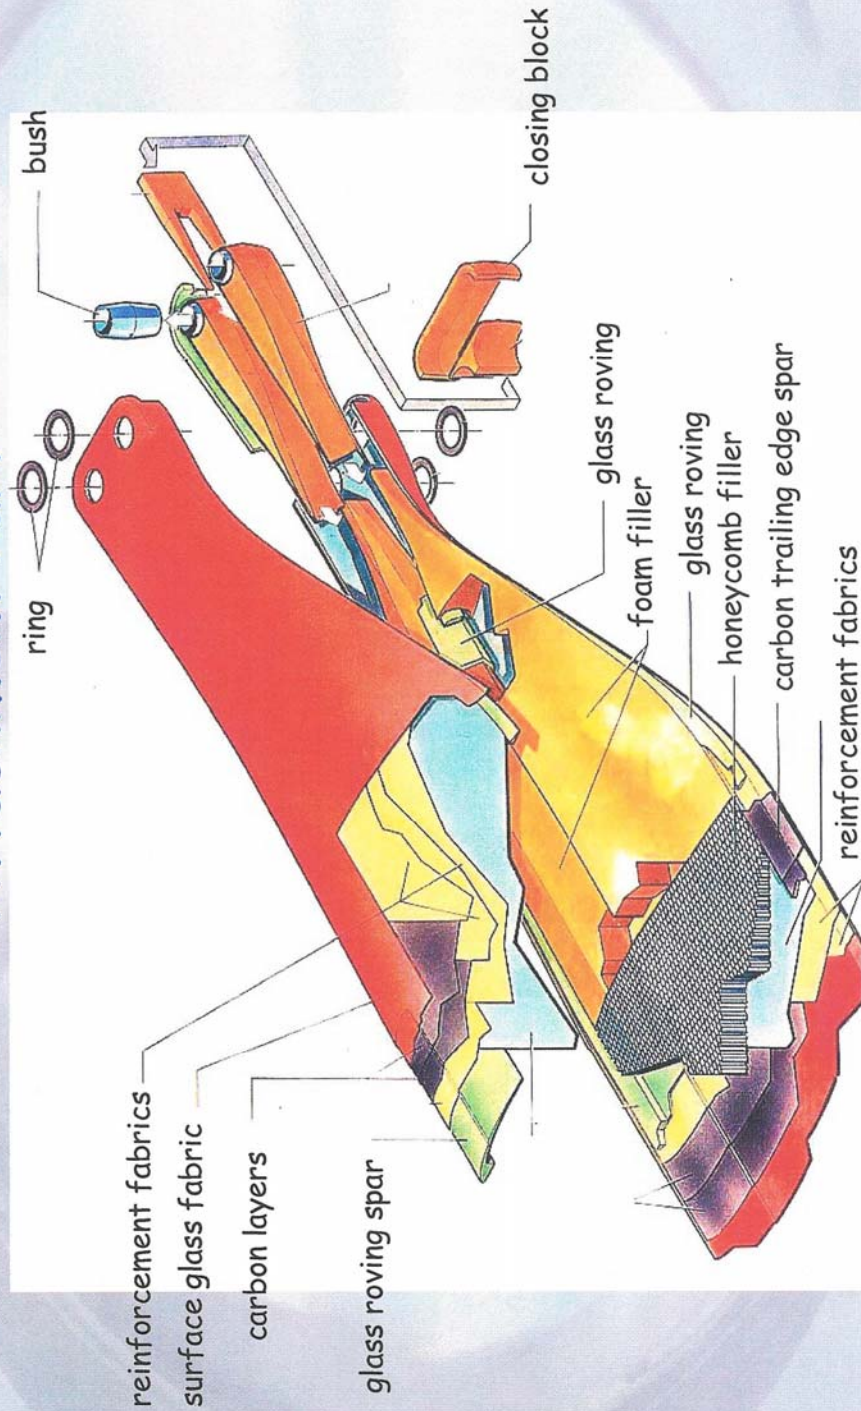 ring
bush
closing block
reinforcement fabrics
surface glass fabric
carbon layers
glass roving spar
glass roving
foam filler
glass roving
honeycomb filler
carbon trailing edge spar
reinforcement fabrics